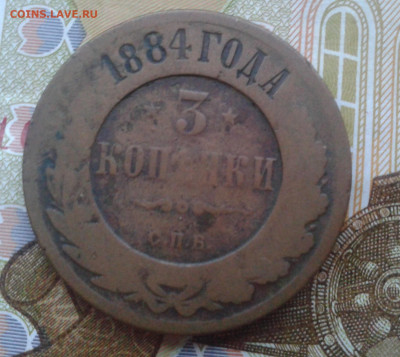 COINS.LAVE.RU
1884 ГОДА
3
КОПЕЙКИ
С.П.Б.